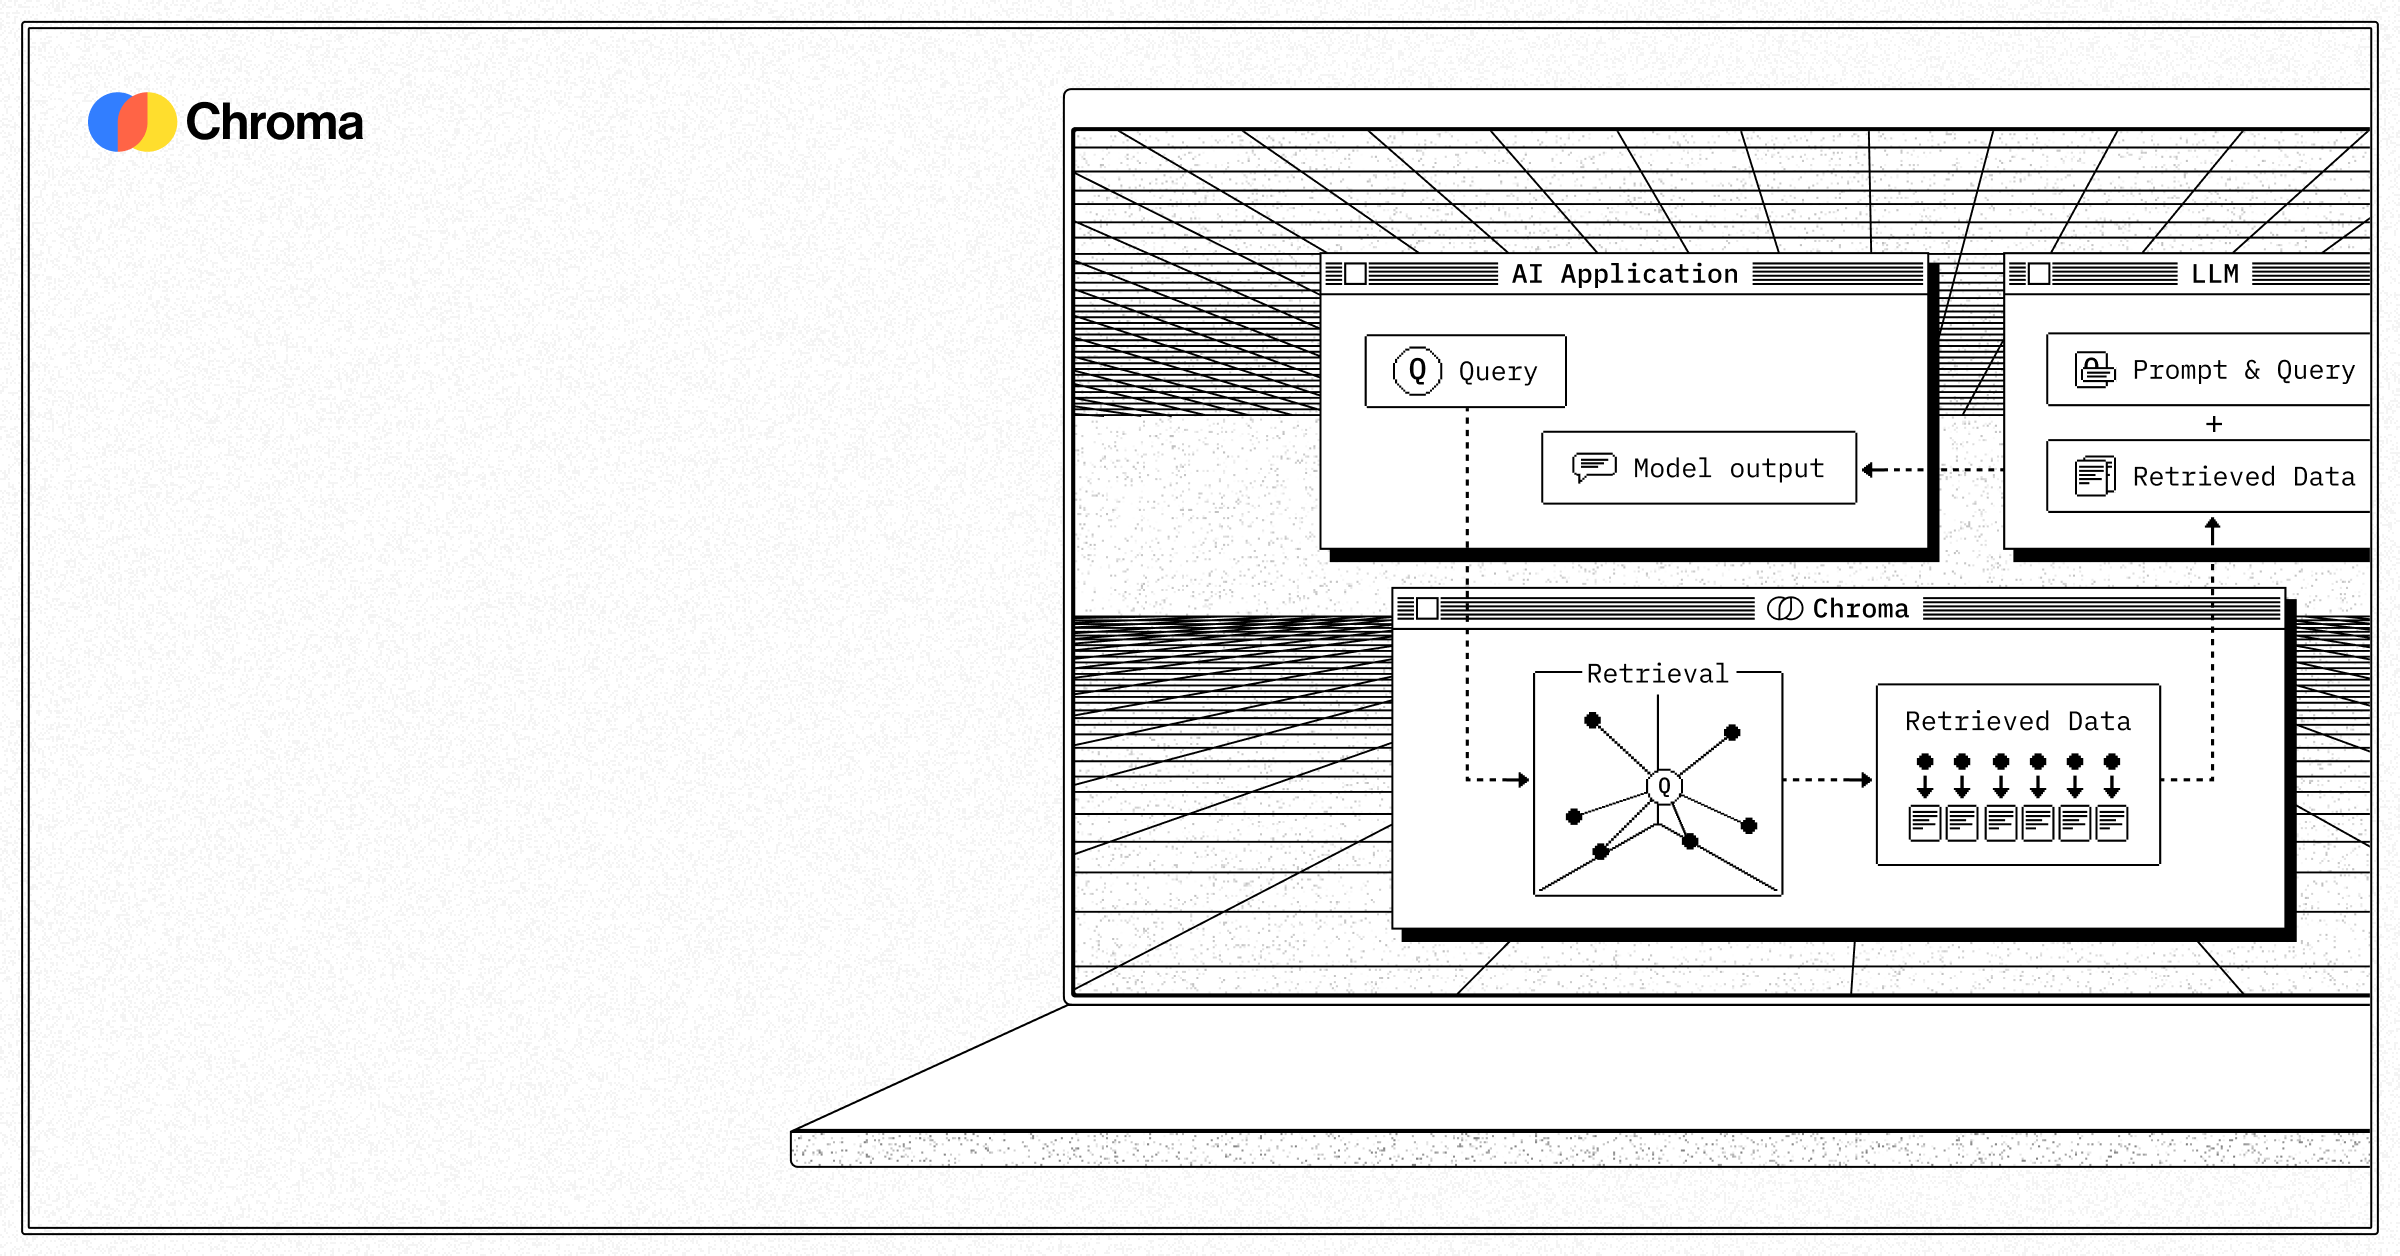 Chroma
AI Application
Q Query
Model output
LLM
Prompt & Query
+
Retrieved Data
Chroma
Retrieval
Q
Retrieved Data